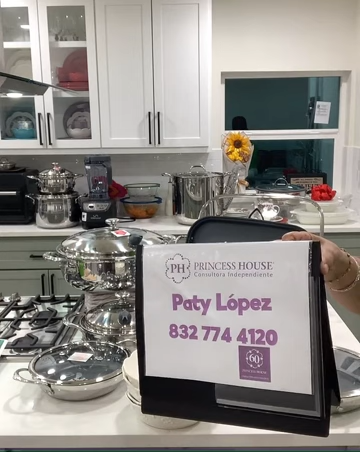 PH PRINCESS HOUSE
Consultora Independiente
Paty López
832 774 4120
60